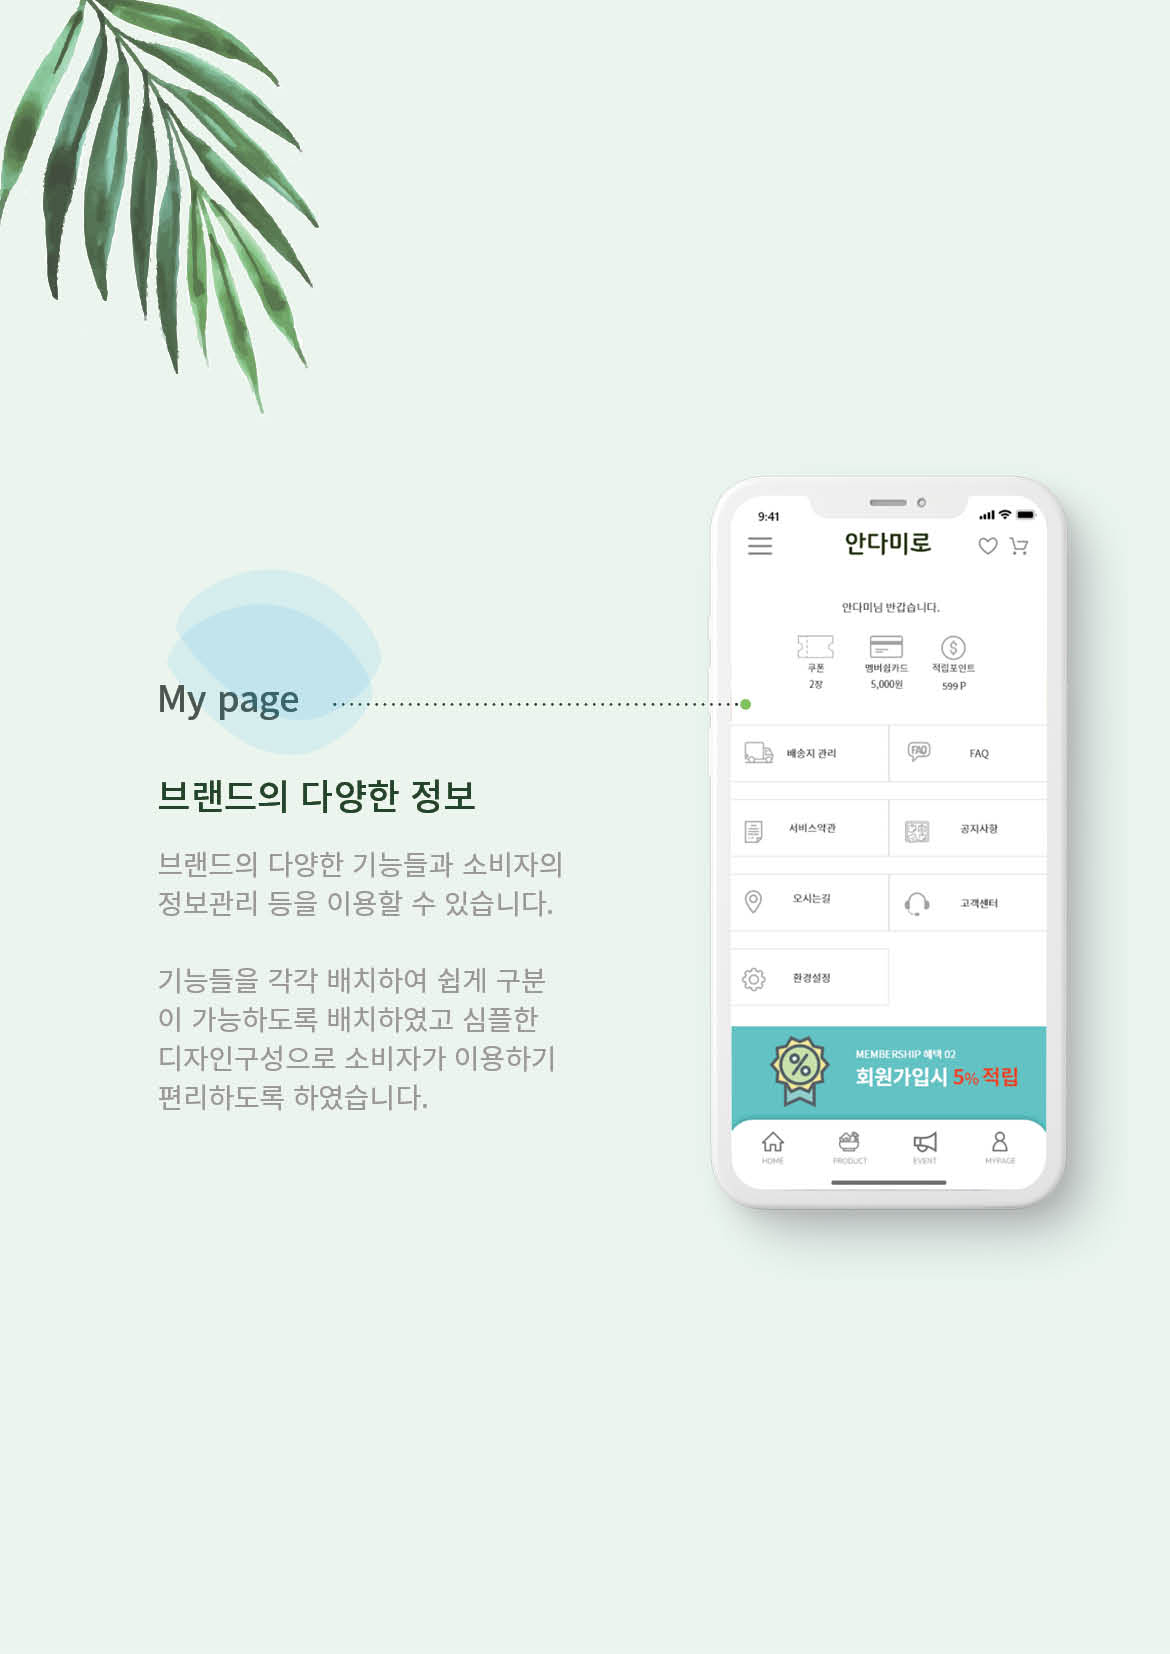 My page
브랜드의 다양한 정보
브랜드의 다양한 기능들과 소비자의
정보관리 등을 이용할 수 있습니다.
기능들을 각각 배치하여 쉽게 구분
이 가능하도록 배치하였고 심플한
디자인구성으로 소비자가 이용하기
편리하도록 하였습니다.
9:41
안다미로
안다미님 반갑습니다.
쿠폰 멤버쉽카드 적립포인트
2장 5,000원 599 P
배송지 관리 FAQ FAQ
서비스약관 공지사항
오시는길 고객센터
환경설정
MEMBERSHIP 혜택 02
회원가입시 5% 적립
HOME PRODUCT EVENT MYPAGE